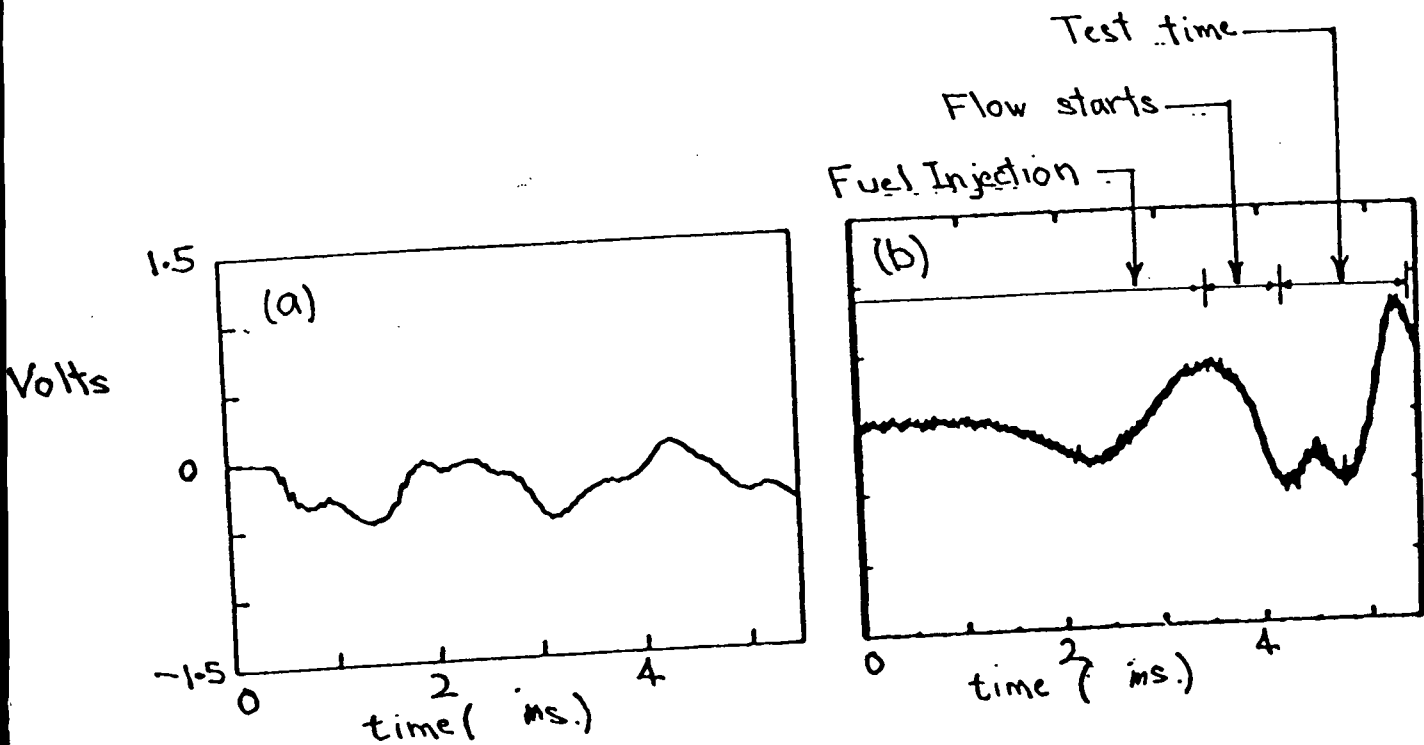 Test time
Flow starts
Fuel Injection
1.5
(a)
(b)
Volts
0
-1.5
0
2
4
time( ms.)
0
2
4
time ( ms.)